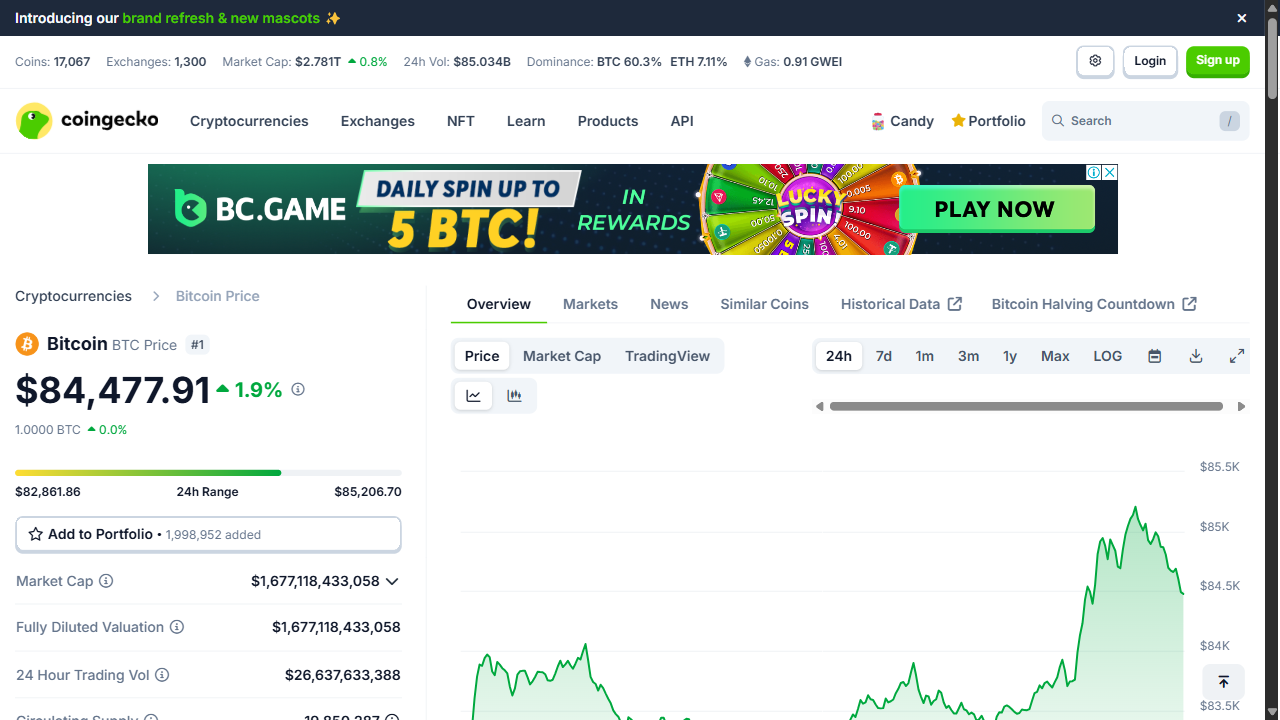 Introducing our brand refresh & new mascots ✨
Coins: 17,067 Exchanges: 1,300 Market Cap: $2.781T 0.8% 24h Vol: $85.034B Dominance: BTC 60.3% ETH 7.11% Gas: 0.91 GWEI
Login
Sign up
coingecko
Cryptocurrencies Exchanges NFT Learn Products API
Candy Portfolio Search /
BC.GAME
DAILY SPIN UP TO
5 BTC!
IN
REWARDS
LUCK
SPIN!
PLAY NOW
Cryptocurrencies Bitcoin Price
Bitcoin BTC Price #1
$84,477.91 1.9%
1.0000 BTC 0.0%
$82,861.86 24h Range $85,206.70
Add to Portfolio • 1,998,952 added
Market Cap $1,677,118,433,058
Fully Diluted Valuation $1,677,118,433,058
24 Hour Trading Vol $26,637,633,388
Circulating Supply 19,850,287
Overview Markets News Similar Coins Historical Data Bitcoin Halving Countdown
Price Market Cap TradingView
24h 7d 1m 3m 1y Max LOG
$85.5K
$85K
$84.5K
$84K
$83.5K